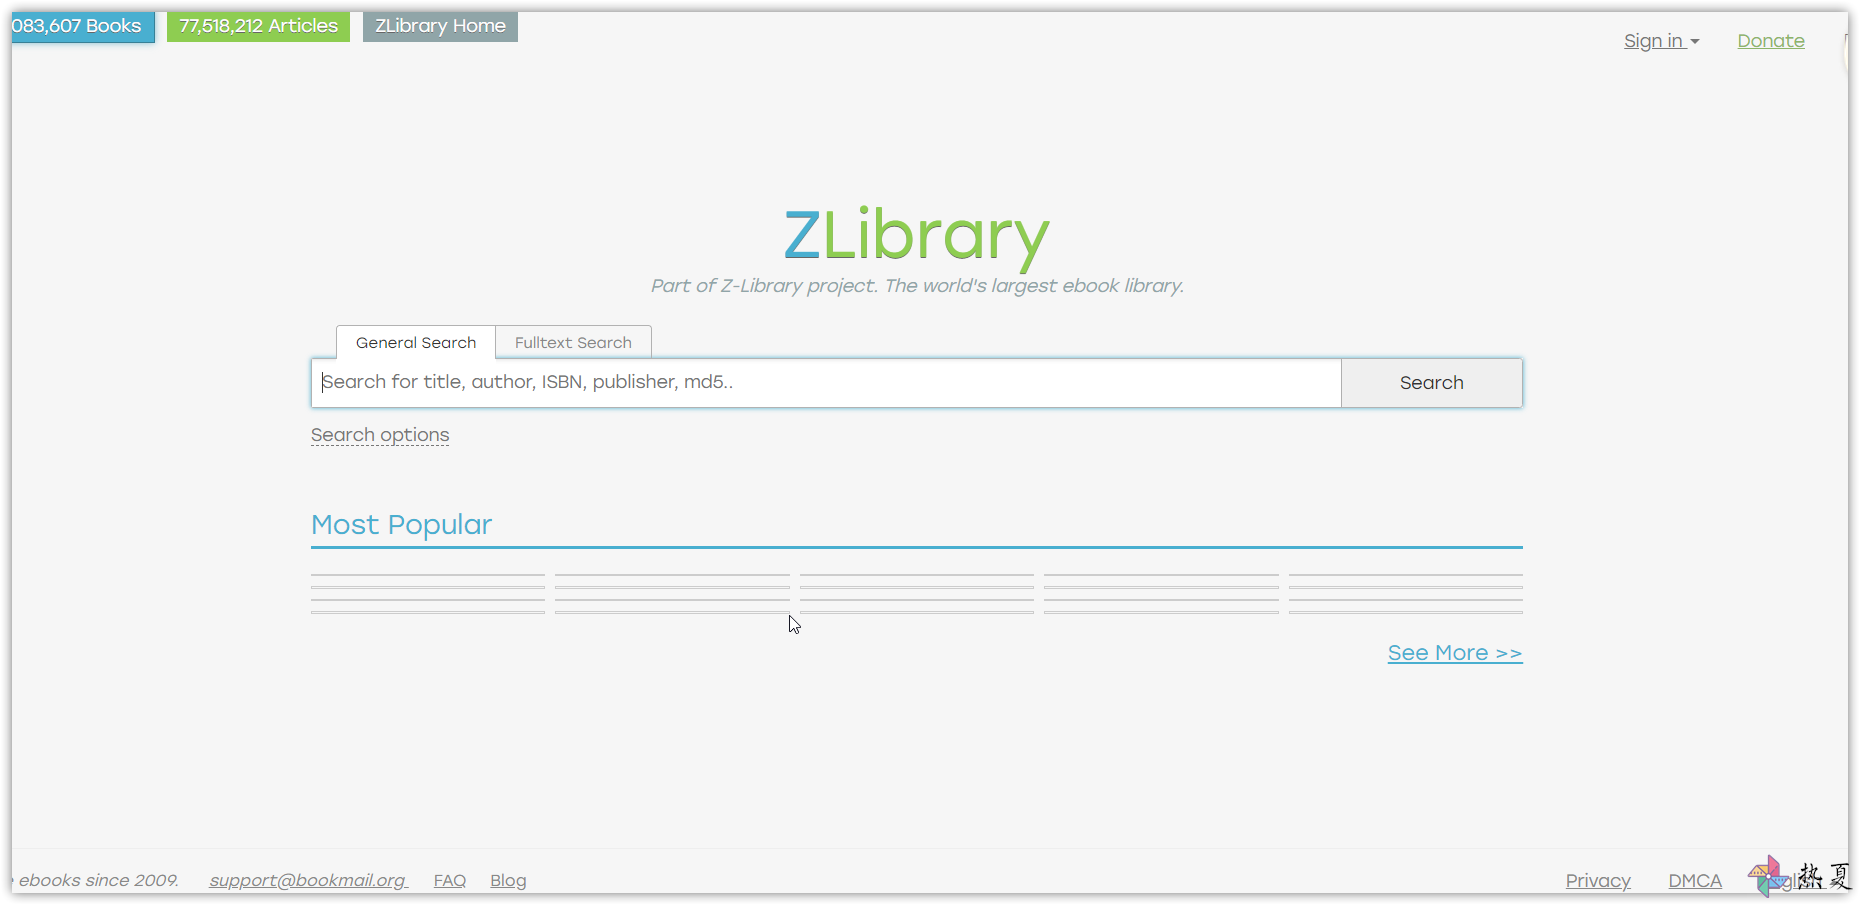 083,607 Books
77,518,212 Articles
ZLibrary Home
Sign in
Donate
ZLibrary
Part of Z-Library project. The world's largest ebook library.
General Search
Fulltext Search
Search for title, author, ISBN, publisher, md5..
Search
Search options
Most Popular
See More >>
ebooks since 2009.
support@bookmail.org
FAQ
Blog
Privacy
DMCA
热夏